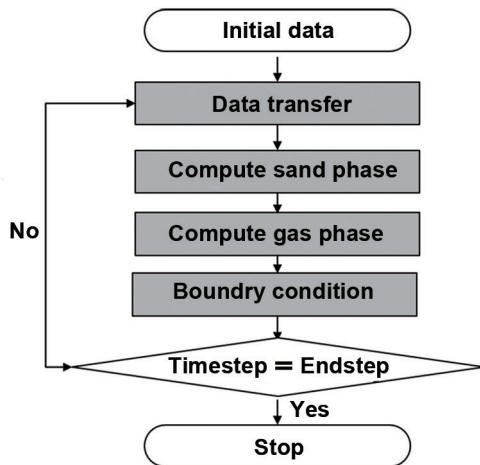 Initial data
Data transfer
Compute sand phase
Compute gas phase
No
Boundry condition
Timestep = Endstep
Yes
Stop